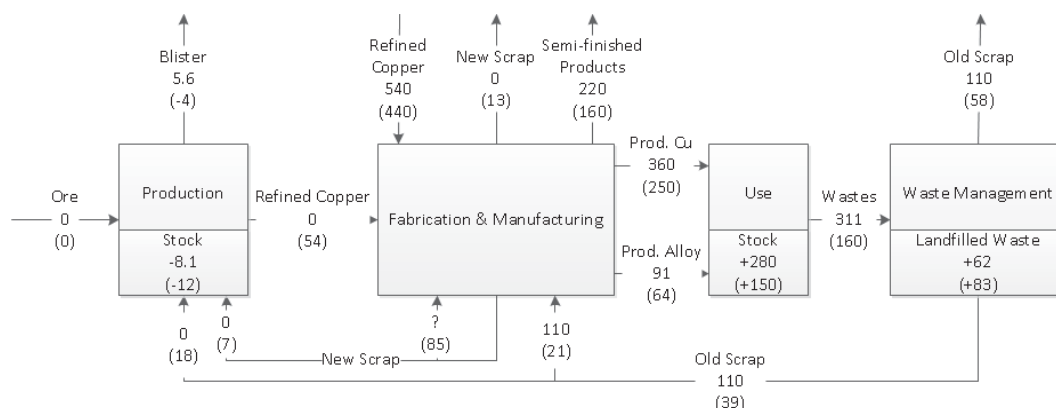 Blister
5.6
(-4)
Refined
Copper
540
(440)
New Scrap
0
(13)
Semi-finished
Products
220
(160)
Old Scrap
110
(58)
Ore
0
(0)
Production
Stock
-8.1
(-12)
Refined Copper
0
(54)
Fabrication & Manufacturing
Prod. Cu
360
(250)
Prod. Alloy
91
(64)
Use
Stock
+280
(+150)
Wastes
311
(160)
Waste Management
Landfilled Waste
+62
(+83)
0
(18)
0
(7)
New Scrap
?
(85)
110
(21)
Old Scrap
110
(39)